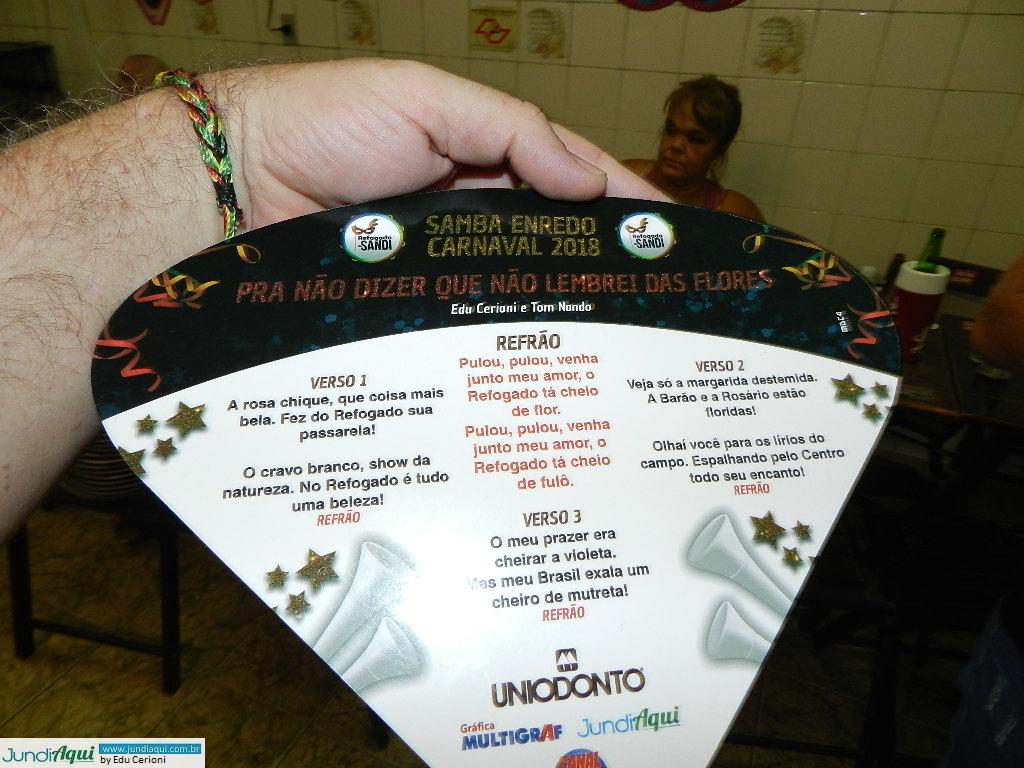 Refogado do SANDI
SAMBA ENREDO
CARNAVAL 2018
Refogado do SANDI
PRA NÃO DIZER QUE NÃO LEMBREI DAS FLORES
Edu Cerioni e Tom Nando
VERSO 1
A rosa chique, que coisa mais
bela. Fez do Refogado sua
passarela!
O cravo branco, show da
natureza. No Refogado é tudo
uma beleza!
REFRÃO
REFRÃO
Pulou, pulou, venha
junto meu amor, o
Refogado tá cheio
de flor.
Pulou, pulou, venha
junto meu amor, o
Refogado tá cheio
de fulô.
VERSO 2
Veja só a margarida destemida.
A Barão e a Rosário estão
floridas!
Olhai você para os lírios do
campo. Espalhando pelo Centro
todo seu encanto!
REFRÃO
VERSO 3
O meu prazer era
cheirar a violeta.
Mas meu Brasil exala um
cheiro de mutreta!
REFRÃO
UNIODONTO
Gráfica
MULTIGRAF
JundiAqui
CANAL
JundiAqui
www.jundiaqui.com.br
by Edu Cerioni